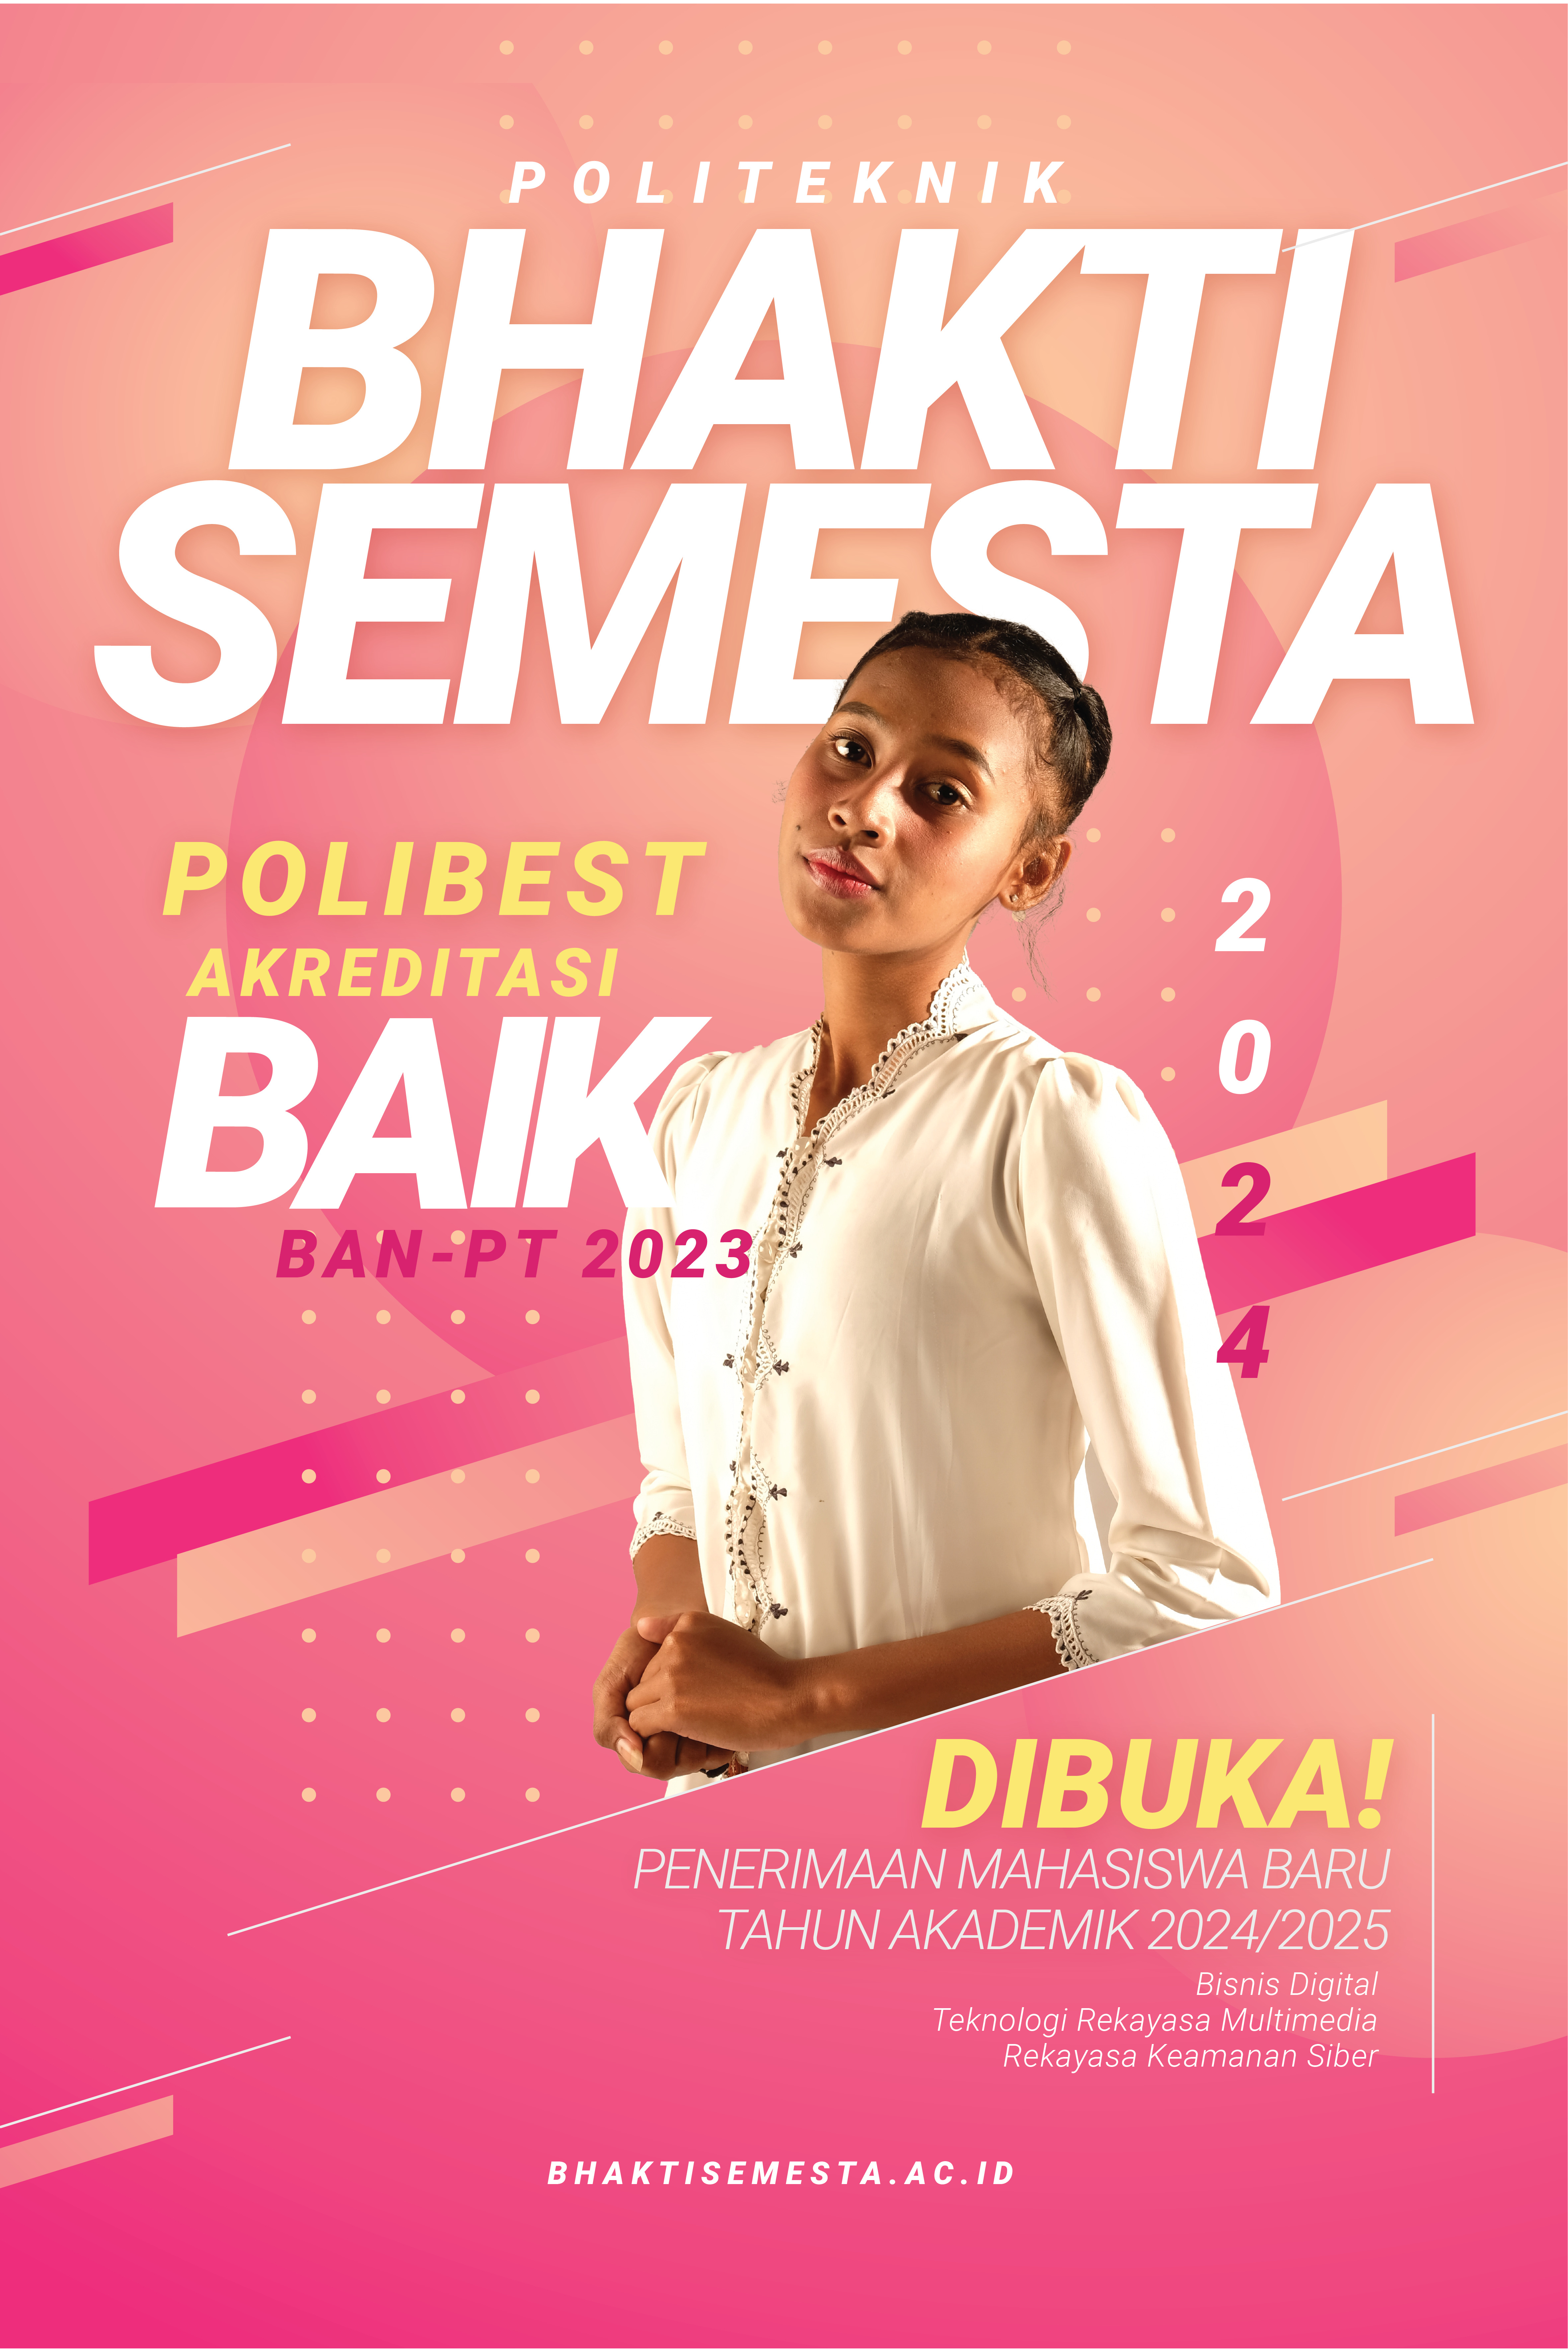 POLITEKNIK
BHAKTI
SEMESTA
POLIBEST
AKREDITASI
BAIK
BAN-PT 2023
2
0
2
4
DIBUKA!
PENERIMAAN MAHASISWA BARU
TAHUN AKADEMIK 2024/2025
Bisnis Digital
Teknologi Rekayasa Multimedia
Rekayasa Keamanan Siber
BHAKTISEMESTA.AC.ID